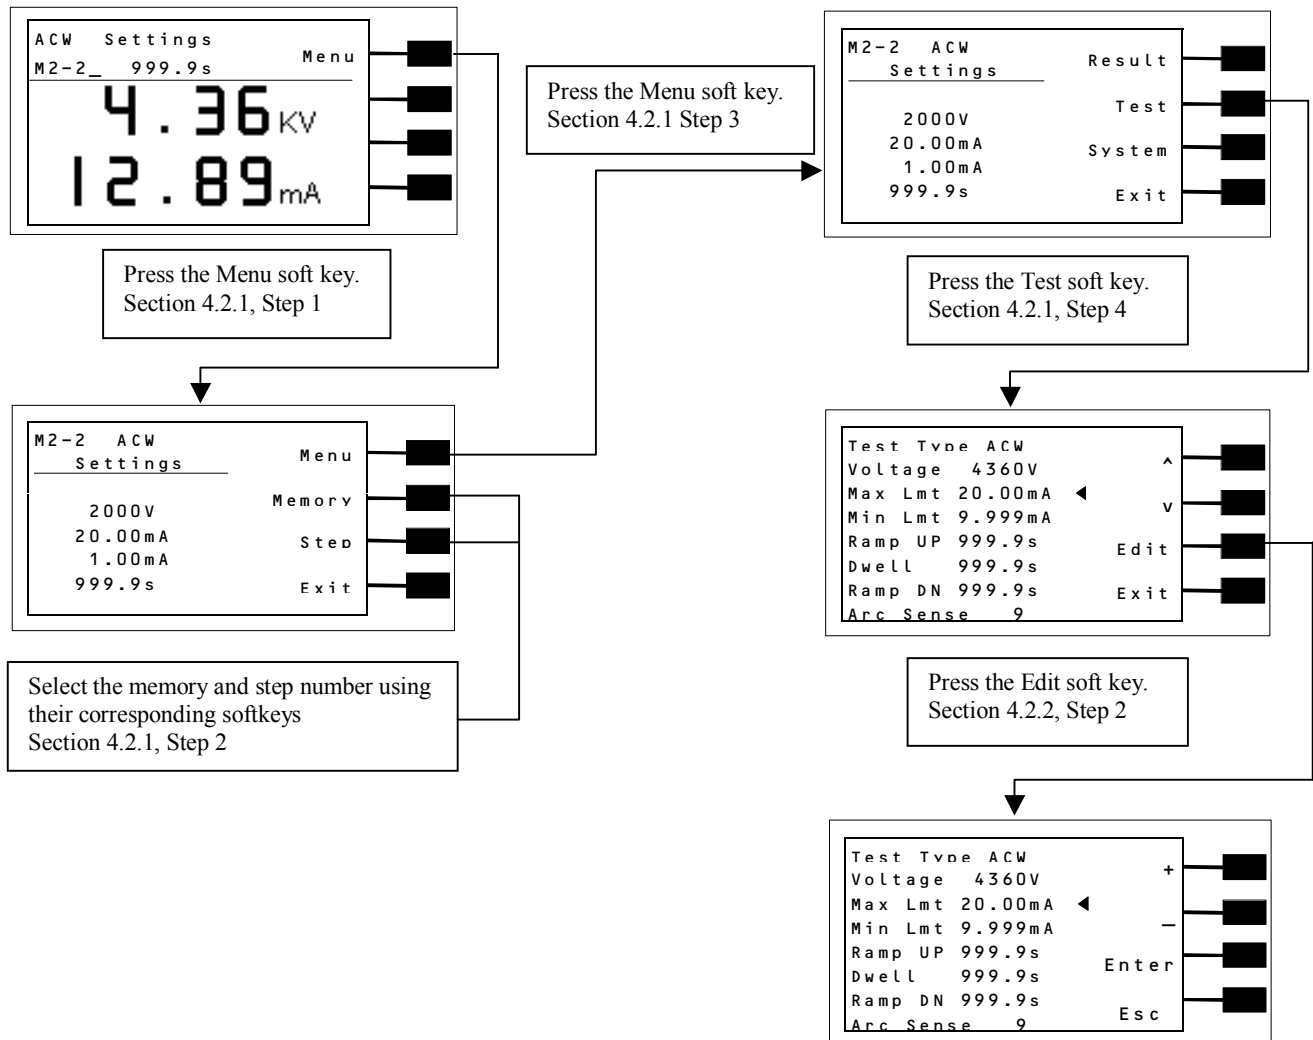 ACW Settings
M2-2_ 999.9s
Menu
4.36KV
12.89mA
Press the Menu soft key.
Section 4.2.1, Step 1
M2-2 ACW
Settings
2000V
20.00mA
1.00mA
999.9s
Menu
Memory
Step
Exit
Select the memory and step number using
their corresponding softkeys
Section 4.2.1, Step 2
Press the Menu soft key.
Section 4.2.1 Step 3
M2-2 ACW
Settings
2000V
20.00mA
1.00mA
999.9s
Result
Test
System
Exit
Press the Test soft key.
Section 4.2.1, Step 4
Test Type ACW
Voltage 4360V
Max Lmt 20.00mA ◀
Min Lmt 9.999mA
Ramp UP 999.9s
Dwell 999.9s
Ramp DN 999.9s
Arc Sense 9
^
v
Edit
Exit
Press the Edit soft key.
Section 4.2.2, Step 2
Test Type ACW
Voltage 4360V
Max Lmt 20.00mA ◀
Min Lmt 9.999mA
Ramp UP 999.9s
Dwell 999.9s
Ramp DN 999.9s
Arc Sense 9
+
–
Enter
Esc